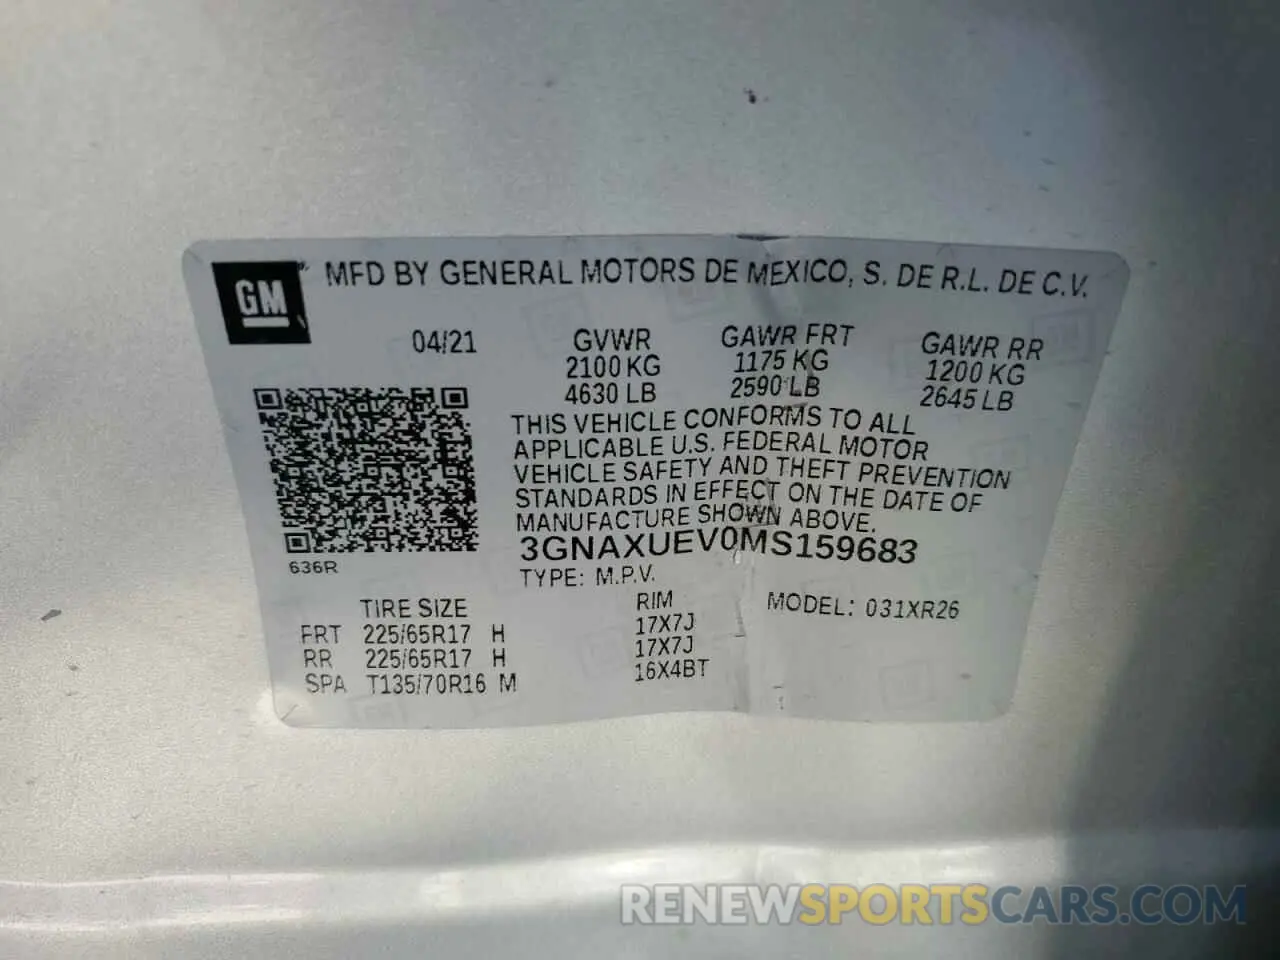 GM
MFD BY GENERAL MOTORS DE MEXICO, S. DE R.L. DE C.V.
04/21 GVWR GAWR FRT GAWR RR
2100 KG 1175 KG 1200 KG
4630 LB 2590 LB 2645 LB
THIS VEHICLE CONFORMS TO ALL
APPLICABLE U.S. FEDERAL MOTOR
VEHICLE SAFETY AND THEFT PREVENTION
STANDARDS IN EFFECT ON THE DATE OF
MANUFACTURE SHOWN ABOVE.
3GNAXUEV0MS159683
636R
TYPE: M.P.V.
TIRE SIZE RIM MODEL: 031XR26
FRT 225/65R17 H 17X7J
RR 225/65R17 H 17X7J
SPA T135/70R16 M 16X4BT
RENEWSPORTSCARS.COM